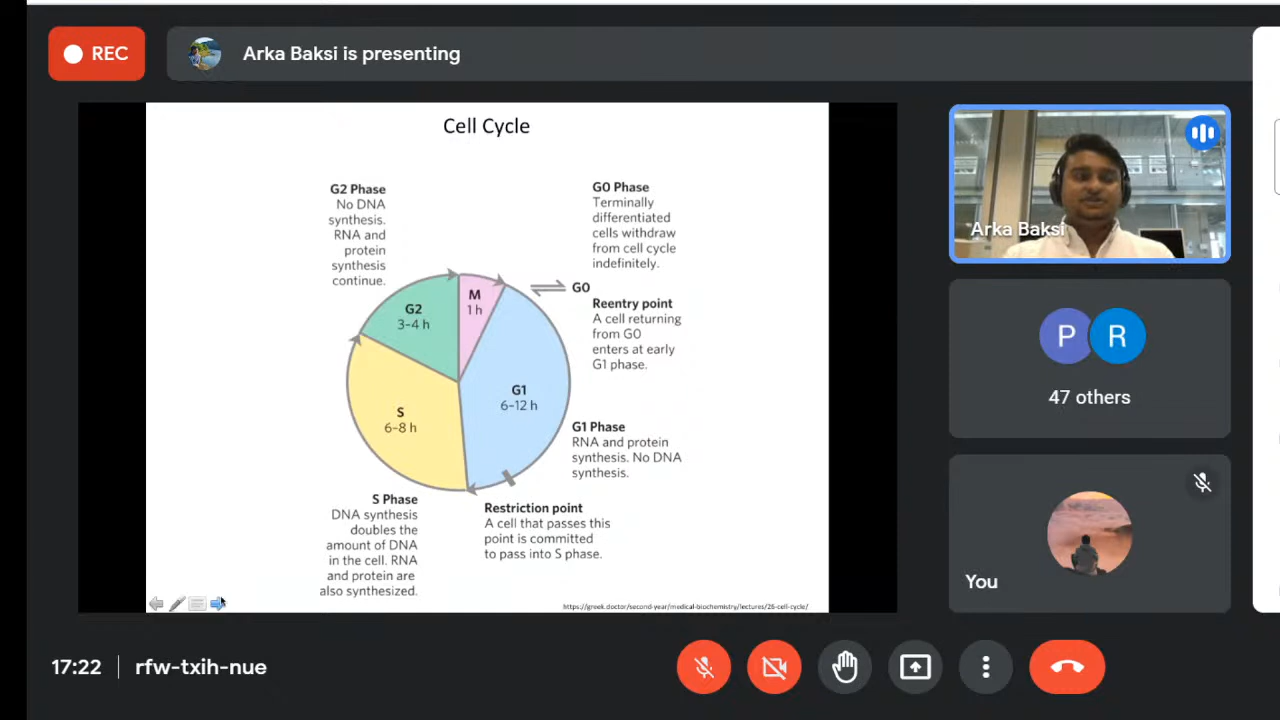 REC
Arka Baksi is presenting
Cell Cycle
G2 Phase
No DNA
synthesis.
RNA and
protein
synthesis
continue.
G0 Phase
Terminally
differentiated
cells withdraw
from cell cycle
indefinitely.
G0
Reentry point
A cell returning
from G0
enters at early
G1 phase.
M
1 h
G2
3–4 h
G1
6–12 h
S
6–8 h
G1 Phase
RNA and protein
synthesis. No DNA
synthesis.
S Phase
DNA synthesis
doubles the
amount of DNA
in the cell. RNA
and protein are
also synthesized.
Restriction point
A cell that passes this
point is committed
to pass into S phase.
https://greek.doctor/second-year/medical-biochemistry/lectures/26-cell-cycle/
Arka Baksi
P
R
47 others
You
17:22
rfw-txih-nue